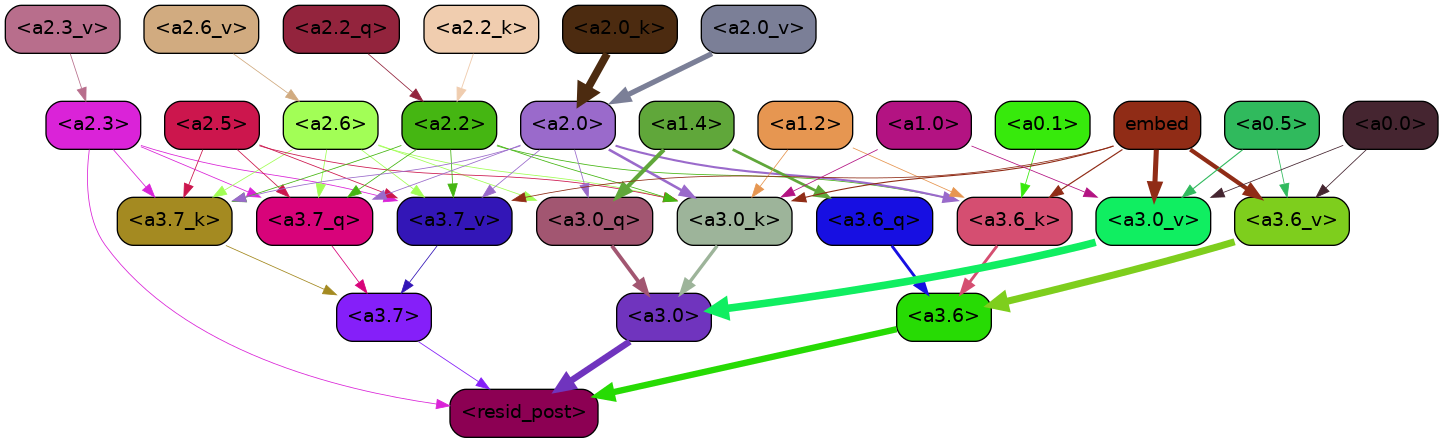 <a2.3_v> <a2.6_v> <a2.2_q> <a2.2_k> <a2.0_k> <a2.0_v>
<a2.3> <a2.5> <a2.6> <a2.2> <a2.0> <a1.4> <a1.2> <a1.0> <a0.1> embed <a0.5> <a0.0>
<a3.7_k> <a3.7_q> <a3.7_v> <a3.0_q> <a3.0_k> <a3.6_q> <a3.6_k> <a3.0_v> <a3.6_v>
<a3.7> <a3.0> <a3.6>
<resid_post>